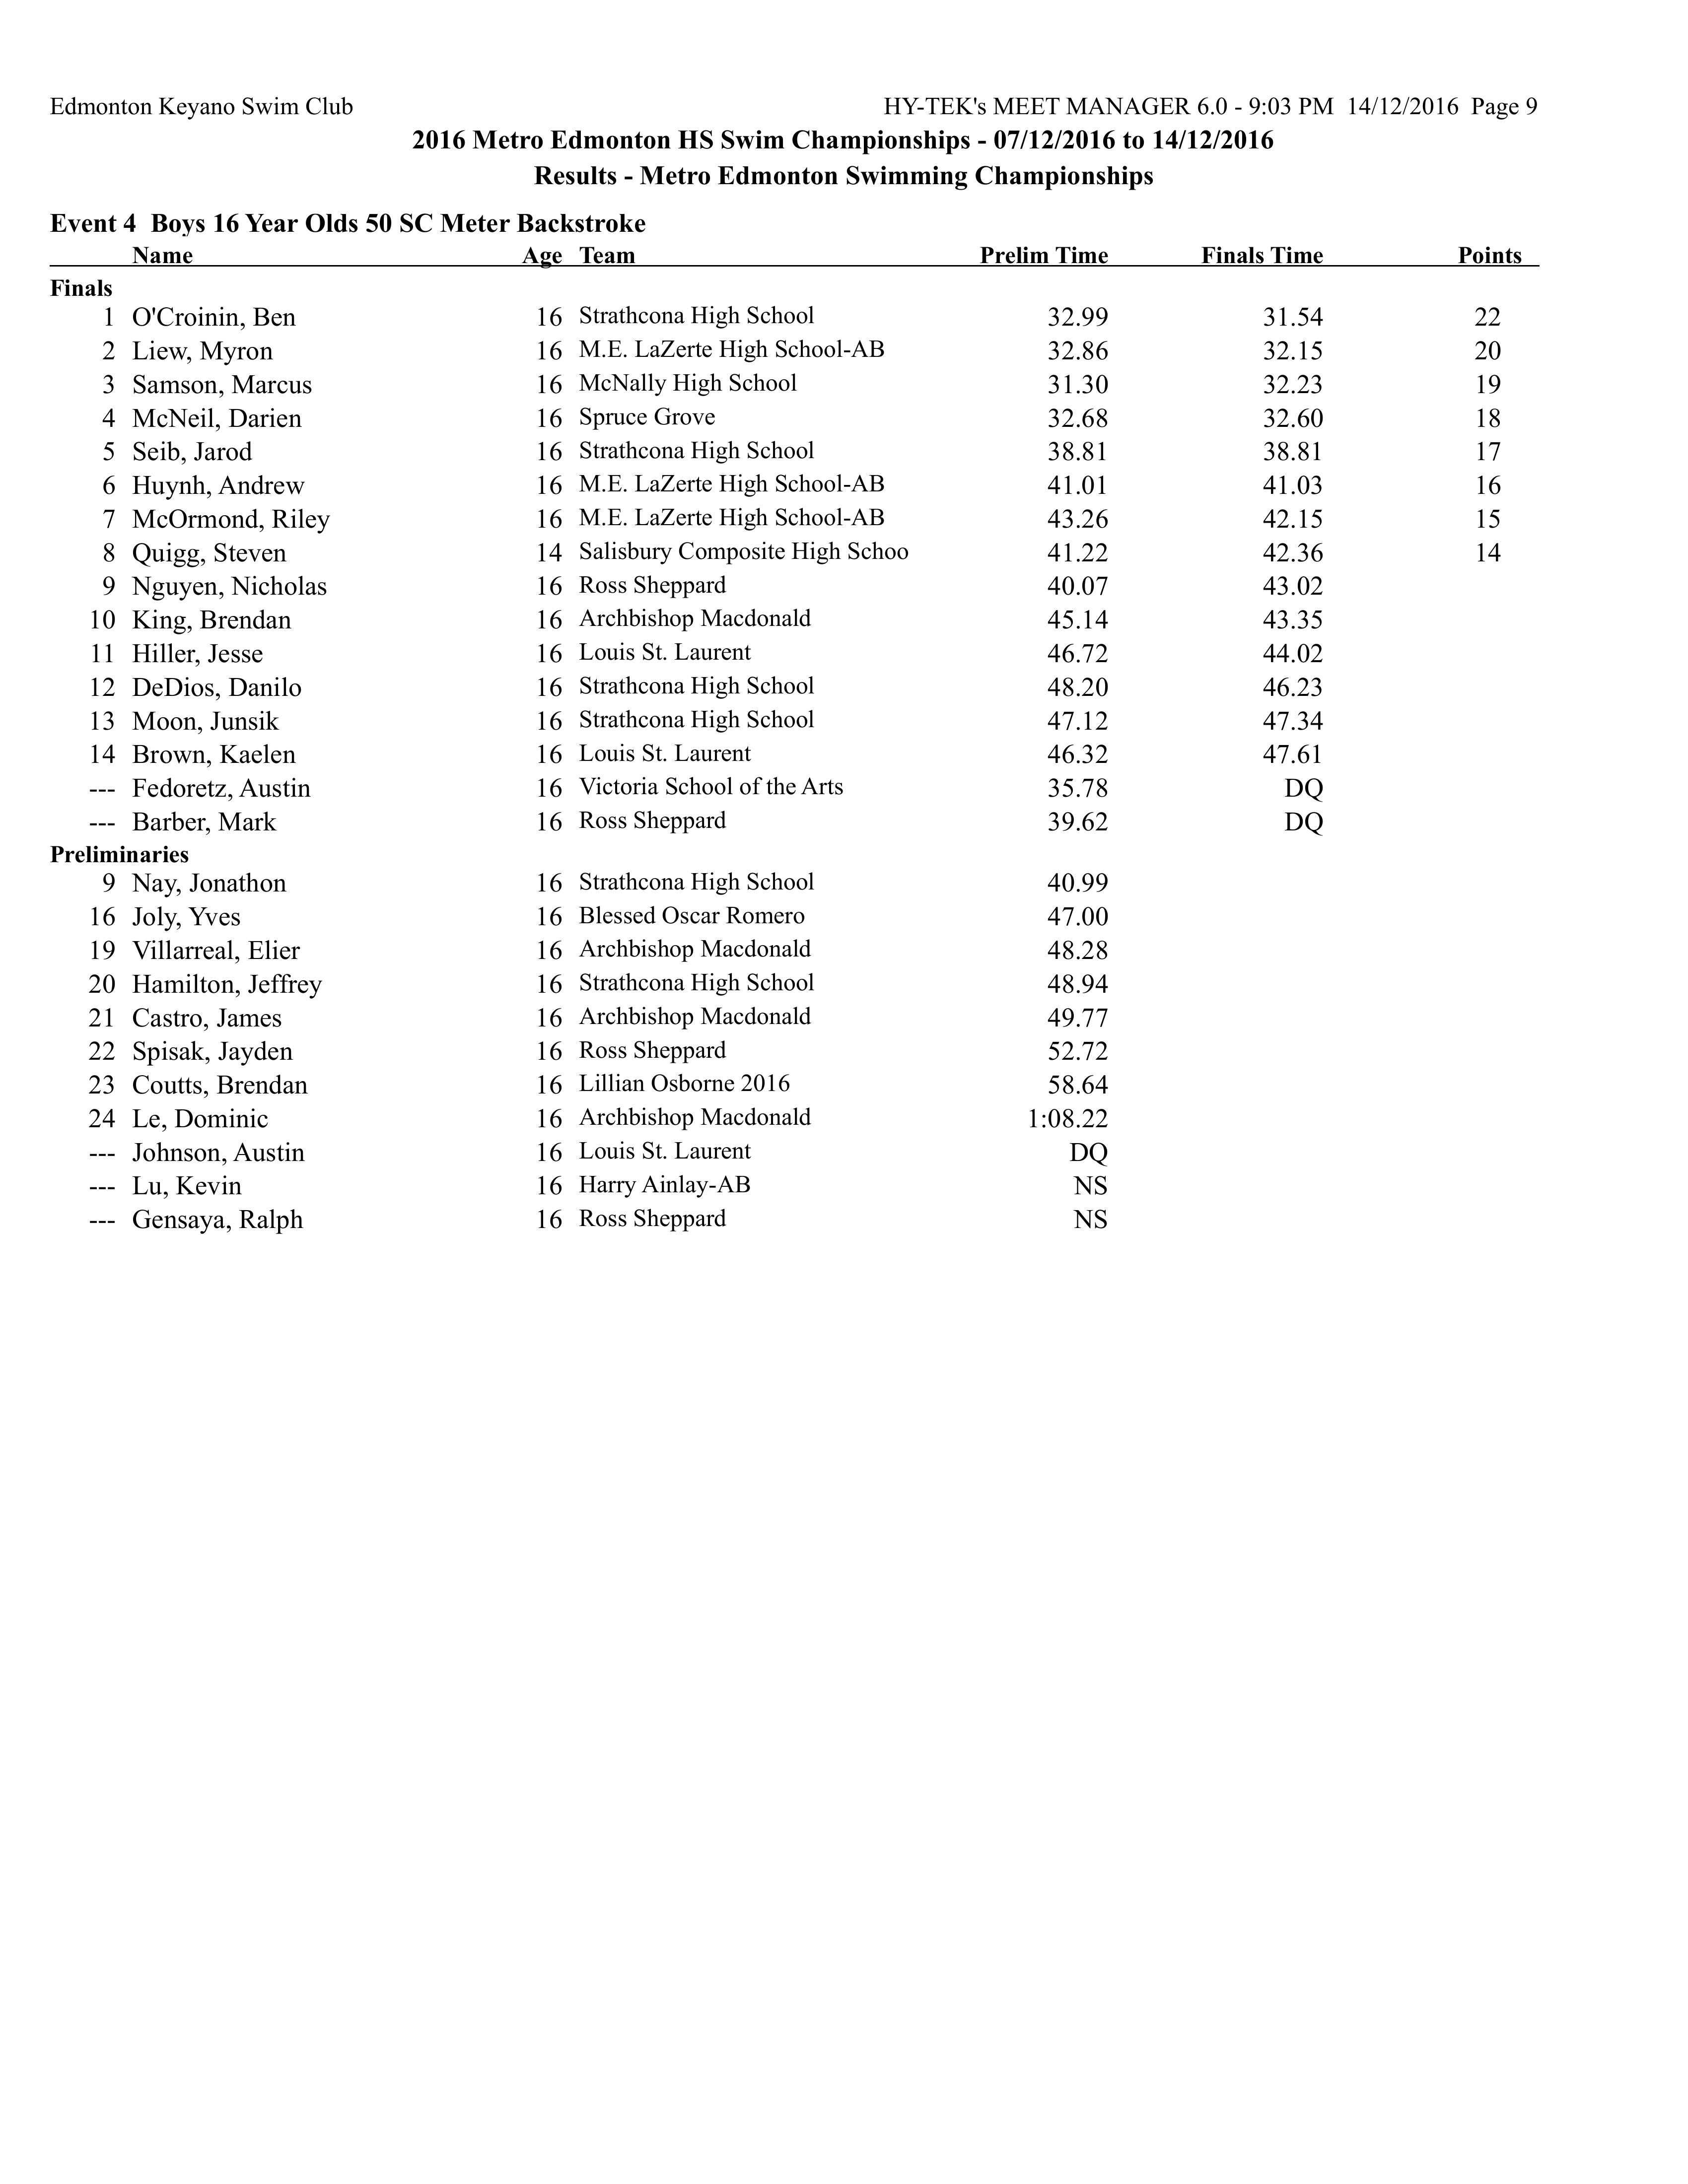 Edmonton Keyano Swim Club HY-TEK's MEET MANAGER 6.0 - 9:03 PM 14/12/2016 Page 9
2016 Metro Edmonton HS Swim Championships - 07/12/2016 to 14/12/2016
Results - Metro Edmonton Swimming Championships
Event 4 Boys 16 Year Olds 50 SC Meter Backstroke
Name Age Team Prelim Time Finals Time Points
Finals
1 O'Croinin, Ben 16 Strathcona High School 32.99 31.54 22
2 Liew, Myron 16 M.E. LaZerte High School-AB 32.86 32.15 20
3 Samson, Marcus 16 McNally High School 31.30 32.23 19
4 McNeil, Darien 16 Spruce Grove 32.68 32.60 18
5 Seib, Jarod 16 Strathcona High School 38.81 38.81 17
6 Huynh, Andrew 16 M.E. LaZerte High School-AB 41.01 41.03 16
7 McOrmond, Riley 16 M.E. LaZerte High School-AB 43.26 42.15 15
8 Quigg, Steven 14 Salisbury Composite High Schoo 41.22 42.36 14
9 Nguyen, Nicholas 16 Ross Sheppard 40.07 43.02
10 King, Brendan 16 Archbishop Macdonald 45.14 43.35
11 Hiller, Jesse 16 Louis St. Laurent 46.72 44.02
12 DeDios, Danilo 16 Strathcona High School 48.20 46.23
13 Moon, Junsik 16 Strathcona High School 47.12 47.34
14 Brown, Kaelen 16 Louis St. Laurent 46.32 47.61
--- Fedoretz, Austin 16 Victoria School of the Arts 35.78 DQ
--- Barber, Mark 16 Ross Sheppard 39.62 DQ
Preliminaries
9 Nay, Jonathon 16 Strathcona High School 40.99
16 Joly, Yves 16 Blessed Oscar Romero 47.00
19 Villarreal, Elier 16 Archbishop Macdonald 48.28
20 Hamilton, Jeffrey 16 Strathcona High School 48.94
21 Castro, James 16 Archbishop Macdonald 49.77
22 Spisak, Jayden 16 Ross Sheppard 52.72
23 Coutts, Brendan 16 Lillian Osborne 2016 58.64
24 Le, Dominic 16 Archbishop Macdonald 1:08.22
--- Johnson, Austin 16 Louis St. Laurent DQ
--- Lu, Kevin 16 Harry Ainlay-AB NS
--- Gensaya, Ralph 16 Ross Sheppard NS